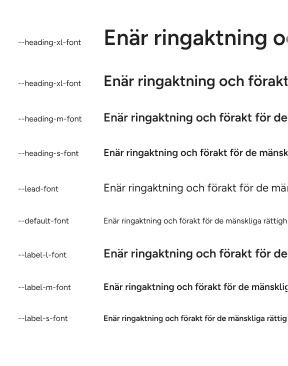 --heading-xl-font Enär ringaktning o
--heading-xl-font Enär ringaktning och förakt
--heading-m-font Enär ringaktning och förakt för de
--heading-s-font Enär ringaktning och förakt för de mänsk
--lead-font Enär ringaktning och förakt för de mä
--default-font Enär ringaktning och förakt för de mänskliga rättigh
--label-l-font Enär ringaktning och förakt för de
--label-m-font Enär ringaktning och förakt för de mänsklig
--label-s-font Enär ringaktning och förakt för de mänskliga rättig